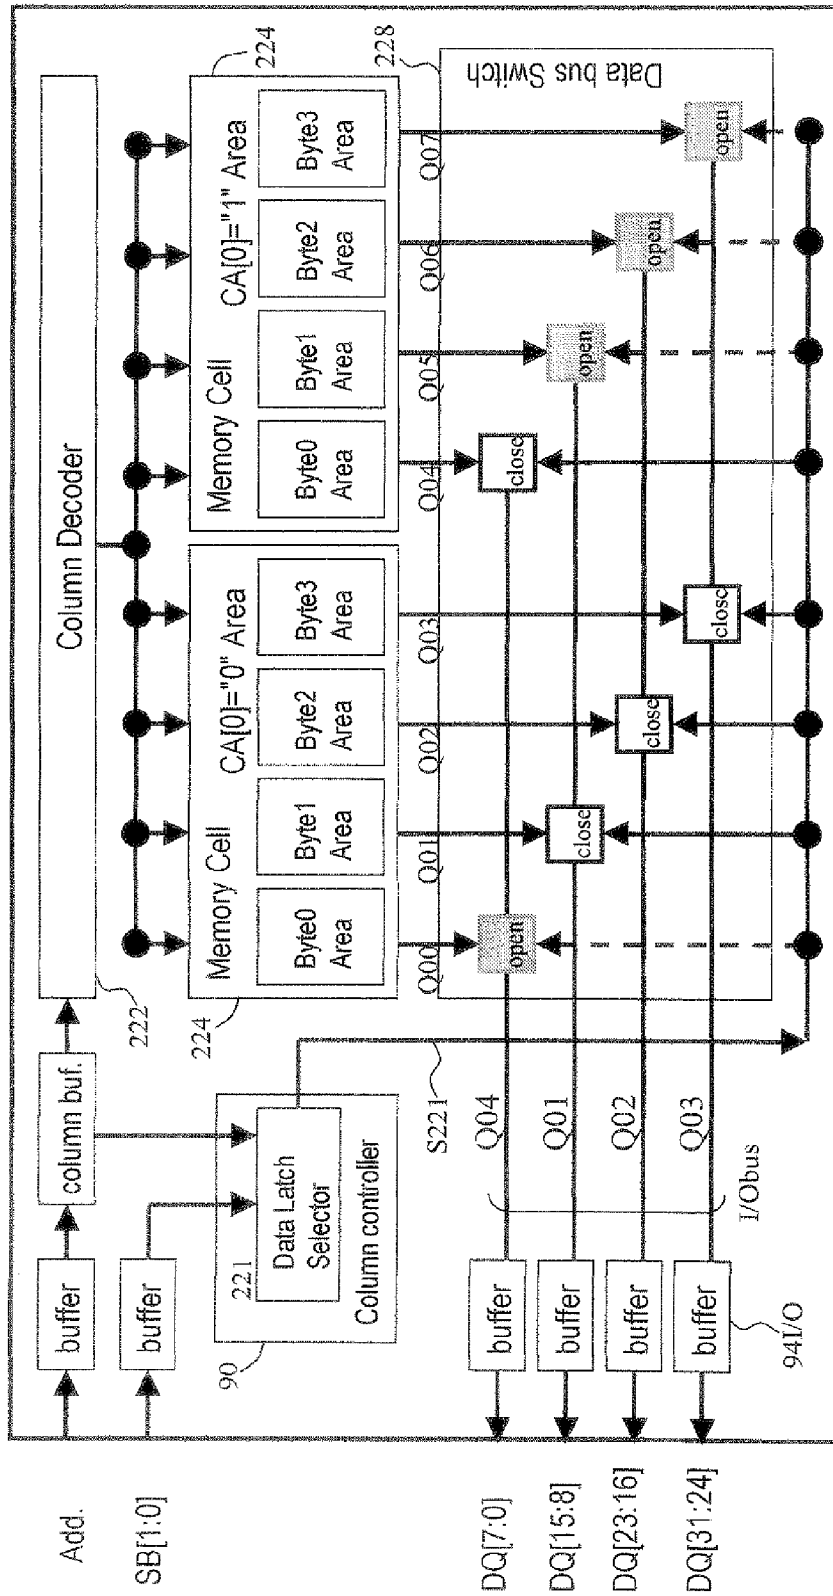 Add.
SB[1:0]
DQ[7:0]
DQ[15:8]
DQ[23:16]
DQ[31:24]
buffer
buffer
column buf.
Column Decoder
222
221
Data Latch
Selector
Column controller
90
224
Memory Cell
CA[0]="0" Area
Byte0
Area
Byte1
Area
Byte2
Area
Byte3
Area
224
Memory Cell
CA[0]="1" Area
Byte0
Area
Byte1
Area
Byte2
Area
Byte3
Area
228
Q00
Q01
Q02
Q03
Q04
Q05
Q06
Q07
Data bus Switch
open
close
close
close
close
open
open
open
S221
Q04
Q01
Q02
Q03
I/Obus
buffer
buffer
buffer
buffer
94I/O